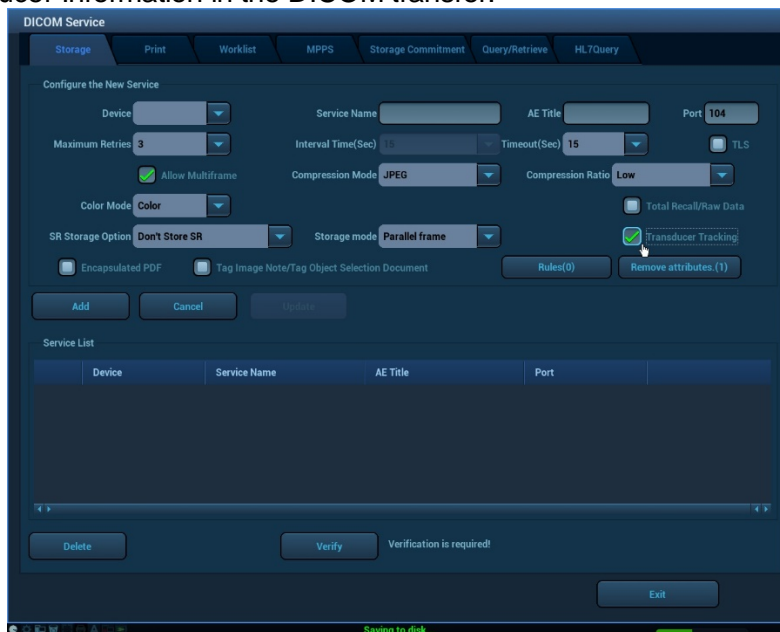 ucer information in the DICOM transfer.
DICOM Service
Storage Print Worklist MPPS Storage Commitment Query/Retrieve HL7Query
Configure the New Service
Device Service Name AE Title Port 104
Maximum Retries 3 Interval Time(Sec) 15 Timeout(Sec) 15 TLS
Allow Multiframe Compression Mode JPEG Compression Ratio Low
Color Mode Color Total Recall/Raw Data
SR Storage Option Don't Store SR Storage mode Parallel frame Transducer Tracking
Encapsulated PDF Tag Image Note/Tag Object Selection Document Rules(0) Remove attributes.(1)
Add Cancel Update
Service List
Device Service Name AE Title Port
Delete Verify Verification is required!
Exit
Saving to disk